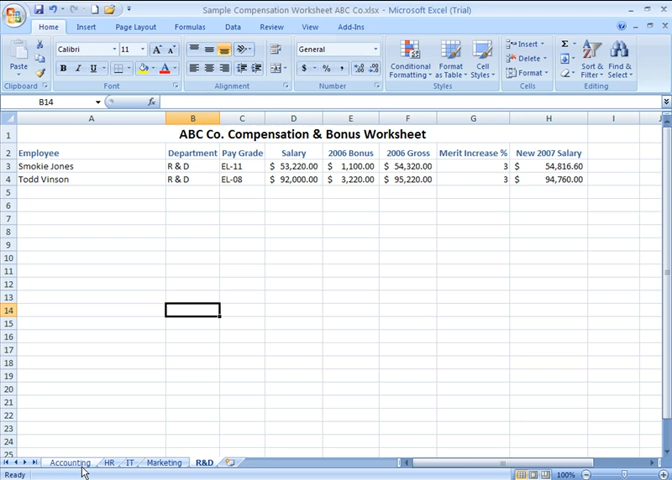 Sample Compensation Worksheet ABC Co.xlsx - Microsoft Excel (Trial)
Home Insert Page Layout Formulas Data Review View Add-Ins
Calibri 11 General Insert Σ
Paste B I U $ % , Conditional Formatting Format as Table Cell Styles Delete Format Sort & Filter Find & Select
Clipboard Font Alignment Number Styles Cells Editing
B14 fx
A B C D E F G H I J
1 ABC Co. Compensation & Bonus Worksheet
2 Employee Department Pay Grade Salary 2006 Bonus 2006 Gross Merit Increase % New 2007 Salary
3 Smokie Jones R & D EL-11 $ 53,220.00 $ 1,100.00 $ 54,320.00 3 $ 54,816.60
4 Todd Vinson R & D EL-08 $ 92,000.00 $ 3,220.00 $ 95,220.00 3 $ 94,760.00
5
6
7
8
9
10
11
12
13
14
15
16
17
18
19
20
21
22
23
24
25
Accounting HR IT Marketing R&D
Ready 100%